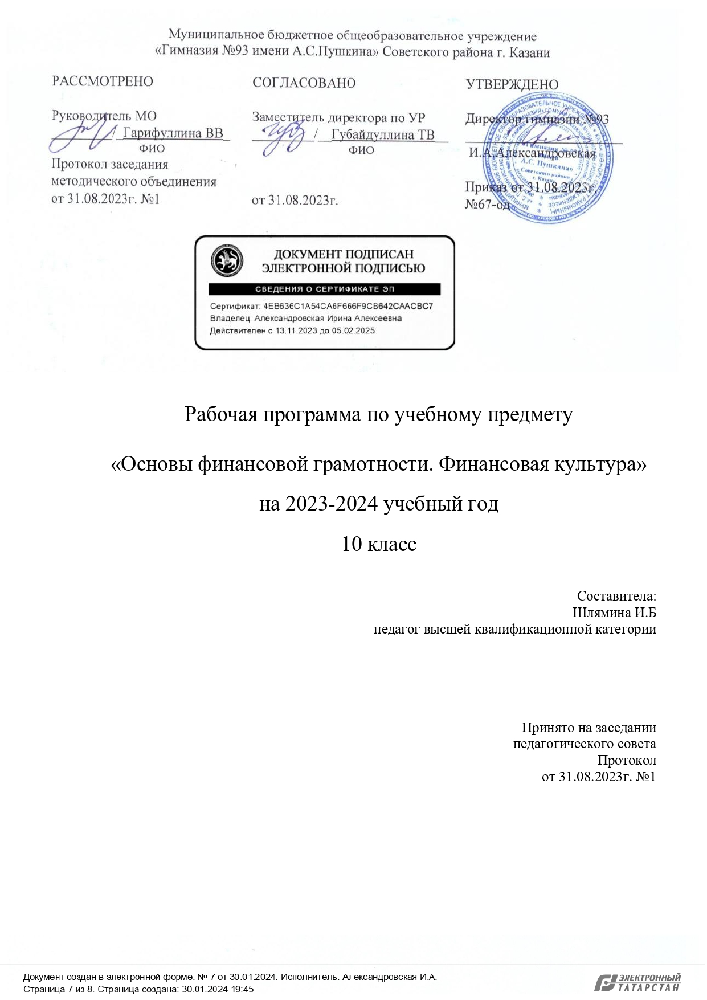 Муниципальное бюджетное общеобразовательное учреждение
«Гимназия №93 имени А.С.Пушкина» Советского района г. Казани
РАССМОТРЕНО
Руководитель МО
/ Гарифуллина ВВ
ФИО
Протокол заседания
методического объединения
от 31.08.2023г. №1
СОГЛАСОВАНО
Заместитель директора по УР
/ Губайдуллина ТВ
ФИО
от 31.08.2023г.
УТВЕРЖДЕНО
Директор гимназии №93
И.А.Александровская
Приказ от 31.08.2023г.
№67-од
А.С. Пушкина»
Советского района
г. Казани
ДОКУМЕНТ ПОДПИСАН
ЭЛЕКТРОННОЙ ПОДПИСЬЮ
СВЕДЕНИЯ О СЕРТИФИКАТЕ ЭП
Сертификат: 4EB636C1A54CA6F666F9CB642CAACBC7
Владелец: Александровская Ирина Алексеевна
Действителен с 13.11.2023 до 05.02.2025
Рабочая программа по учебному предмету
«Основы финансовой грамотности. Финансовая культура»
на 2023-2024 учебный год
10 класс
Составитела:
Шлямина И.Б
педагог высшей квалификационной категории
Принято на заседании
педагогического совета
Протокол
от 31.08.2023г. №1
Документ создан в электронной форме. № 7 от 30.01.2024. Исполнитель: Александровская И.А.
Страница 7 из 8. Страница создана: 30.01.2024 19:45
ЭЛЕКТРОННЫЙ
ТАТАРСТАН